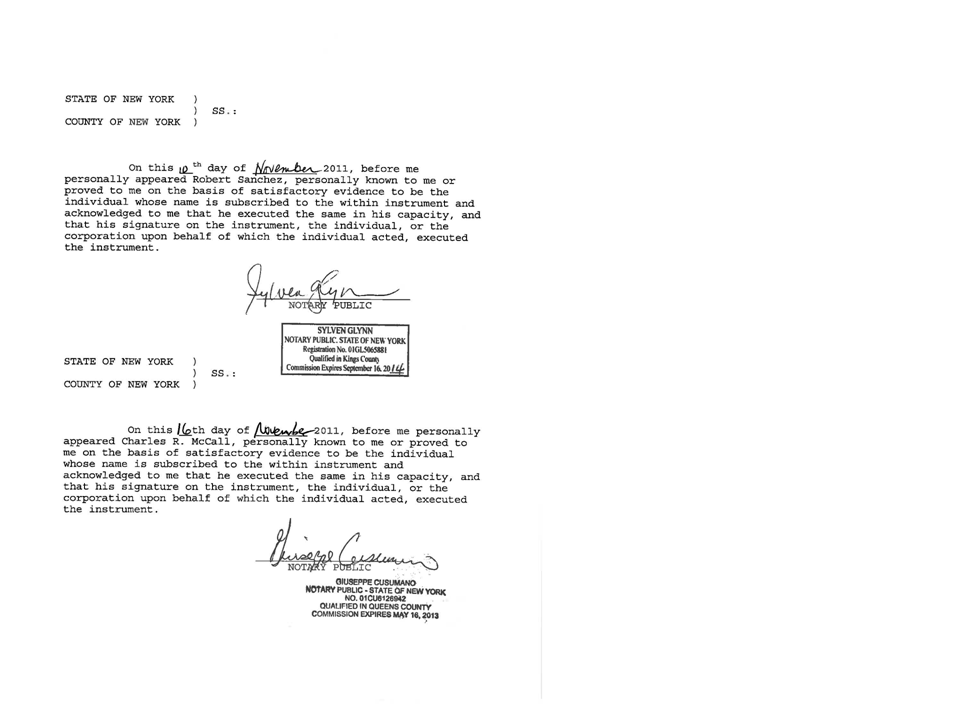 STATE OF NEW YORK )
) SS.:
COUNTY OF NEW YORK )
On this 10 th day of November 2011, before me
personally appeared Robert Sanchez, personally known to me or
proved to me on the basis of satisfactory evidence to be the
individual whose name is subscribed to the within instrument and
acknowledged to me that he executed the same in his capacity, and
that his signature on the instrument, the individual, or the
corporation upon behalf of which the individual acted, executed
the instrument.
Sylven Glynn
NOTARY PUBLIC
SYLVEN GLYNN
NOTARY PUBLIC. STATE OF NEW YORK
Registration No. 01GL5065881
Qualified in Kings County
Commission Expires September 16, 2014
STATE OF NEW YORK )
) SS.:
COUNTY OF NEW YORK )
On this 16th day of November 2011, before me personally
appeared Charles R. McCall, personally known to me or proved to
me on the basis of satisfactory evidence to be the individual
whose name is subscribed to the within instrument and
acknowledged to me that he executed the same in his capacity, and
that his signature on the instrument, the individual, or the
corporation upon behalf of which the individual acted, executed
the instrument.
Giuseppe Cusumano
NOTARY PUBLIC
GIUSEPPE CUSUMANO
NOTARY PUBLIC - STATE OF NEW YORK
NO. 01CU6126942
QUALIFIED IN QUEENS COUNTY
COMMISSION EXPIRES MAY 16, 2013